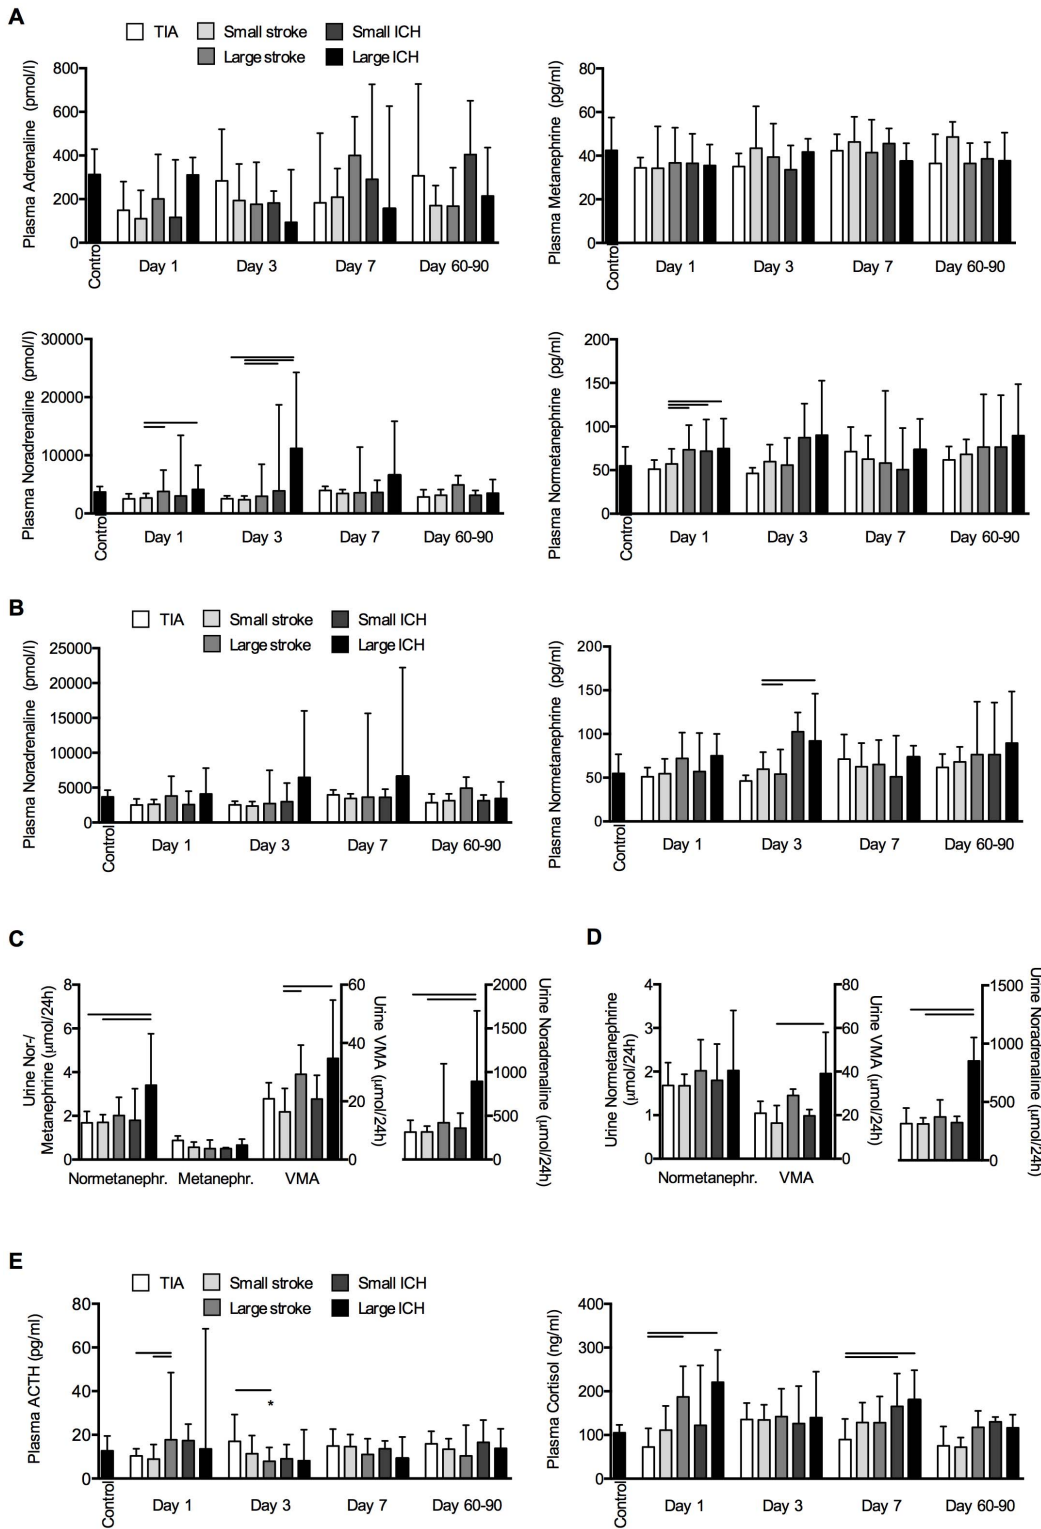 A
TIA
Small stroke
Small ICH
Large stroke
Large ICH
Plasma Adrenaline (pmol/l)
800
600
400
200
0
Control
Day 1
Day 3
Day 7
Day 60-90
Plasma Metanephrine (pg/ml)
80
60
40
20
0
Control
Day 1
Day 3
Day 7
Day 60-90
Plasma Noradrenaline (pmol/l)
30000
20000
10000
0
Control
Day 1
Day 3
Day 7
Day 60-90
Plasma Normetanephrine (pg/ml)
200
150
100
50
0
Control
Day 1
Day 3
Day 7
Day 60-90
B
TIA
Small stroke
Small ICH
Large stroke
Large ICH
Plasma Noradrenaline (pmol/l)
25000
20000
15000
10000
5000
0
Control
Day 1
Day 3
Day 7
Day 60-90
Plasma Normetanephrine (pg/ml)
200
150
100
50
0
Control
Day 1
Day 3
Day 7
Day 60-90
C
Urine Nor-/
Metanephrine (μmol/24h)
8
6
4
2
0
Normetanephr.
Metanephr.
VMA
60
40
20
0
Urine VMA (μmol/24h)
2000
1500
1000
500
0
Urine Noradrenaline (μmol/24h)
D
Urine Normetanephrine
(μmol/24h)
4
3
2
1
0
Normetanephr.
VMA
80
60
40
20
0
Urine VMA (μmol/24h)
1500
1000
500
0
Urine Noradrenaline (μmol/24h)
E
TIA
Small stroke
Small ICH
Large stroke
Large ICH
Plasma ACTH (pg/ml)
80
60
40
20
0
*
Control
Day 1
Day 3
Day 7
Day 60-90
Plasma Cortisol (ng/ml)
400
300
200
100
0
Control
Day 1
Day 3
Day 7
Day 60-90